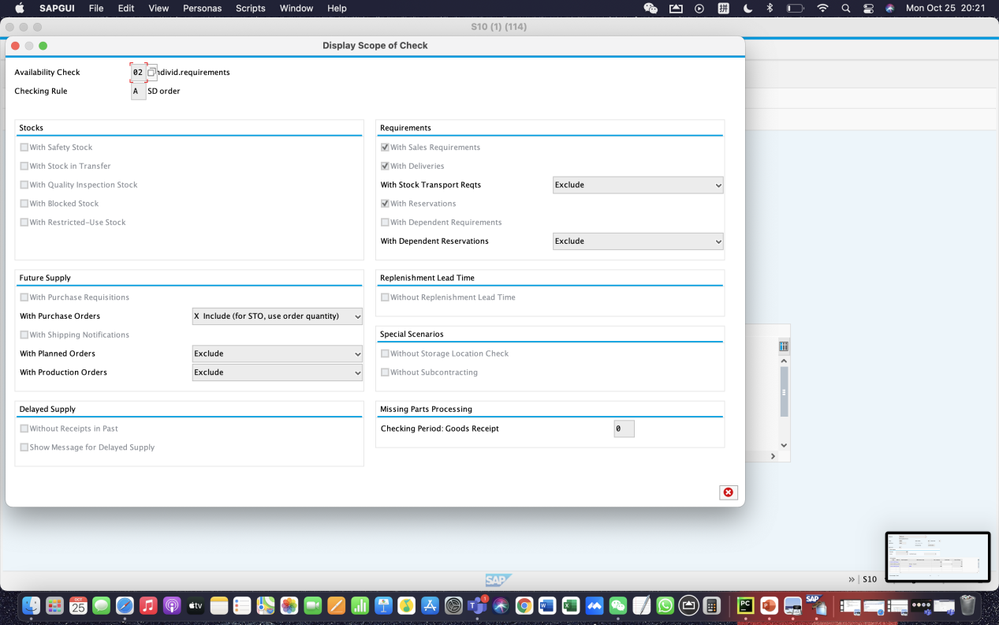 SAPGUI File Edit View Personas Scripts Window Help 拼 Mon Oct 25 20:21
S10 (1) (114)
Display Scope of Check
Availability Check 02 ndivid.requirements
Checking Rule A SD order
Stocks
With Safety Stock
With Stock in Transfer
With Quality Inspection Stock
With Blocked Stock
With Restricted-Use Stock
Requirements
With Sales Requirements
With Deliveries
With Stock Transport Reqts Exclude
With Reservations
With Dependent Requirements
With Dependent Reservations Exclude
Future Supply
With Purchase Requisitions
With Purchase Orders X Include (for STO, use order quantity)
With Shipping Notifications
With Planned Orders Exclude
With Production Orders Exclude
Replenishment Lead Time
Without Replenishment Lead Time
Special Scenarios
Without Storage Location Check
Without Subcontracting
Delayed Supply
Without Receipts in Past
Show Message for Delayed Supply
Missing Parts Processing
Checking Period: Goods Receipt 0
SAP
» S10
OCT
25
tv
1
PC
SAP